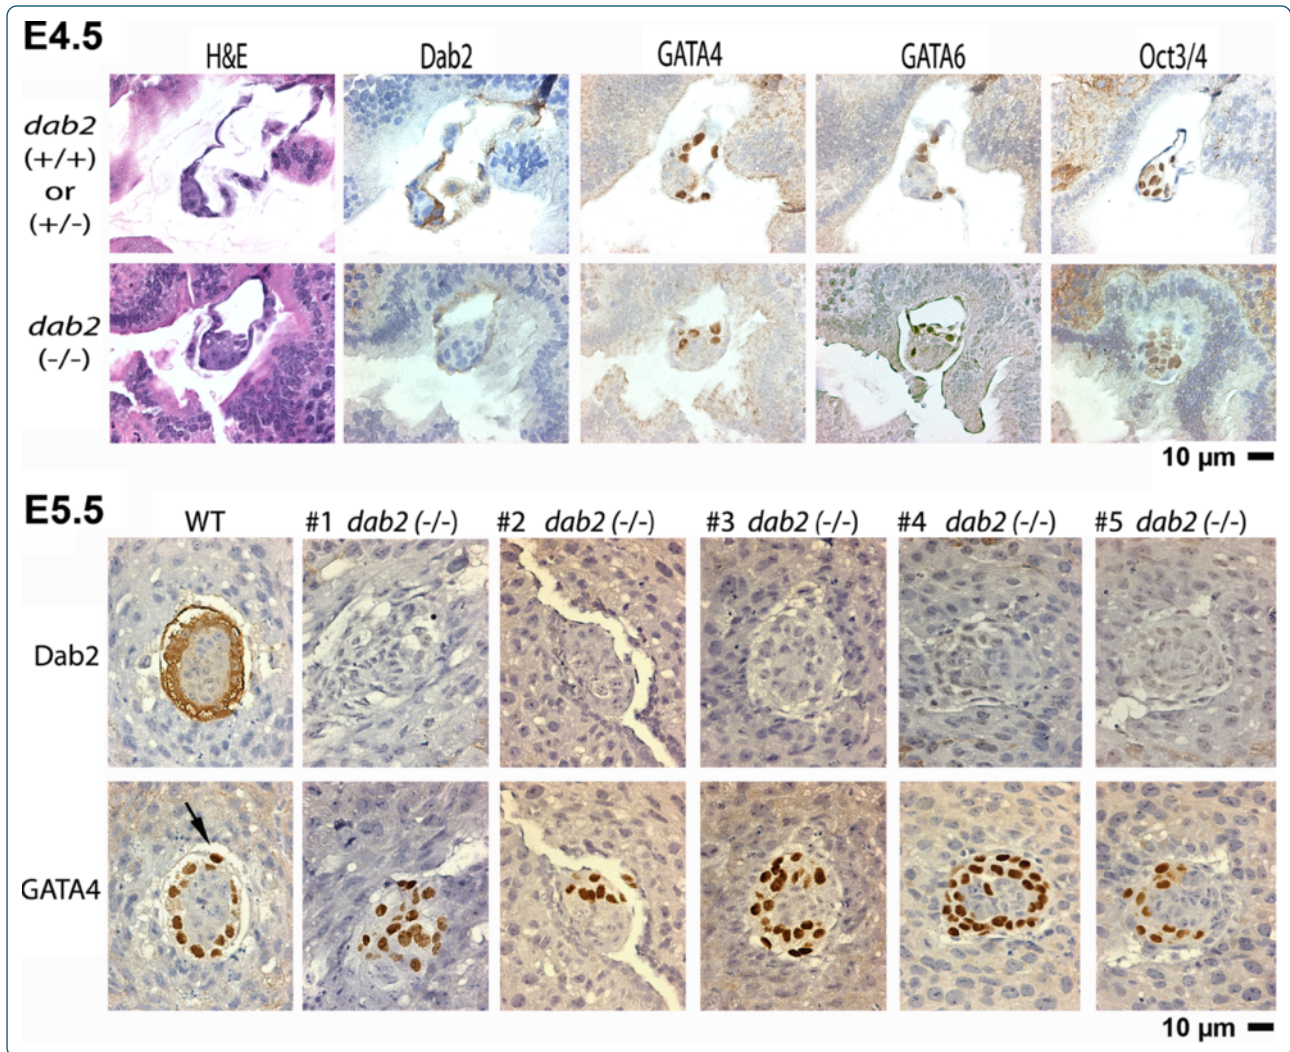 E4.5
H&E Dab2 GATA4 GATA6 Oct3/4
dab2
(+/+)
or
(+/-)
dab2
(-/-)
10 µm
E5.5
WT #1 dab2 (-/-) #2 dab2 (-/-) #3 dab2 (-/-) #4 dab2 (-/-) #5 dab2 (-/-)
Dab2
GATA4
10 µm